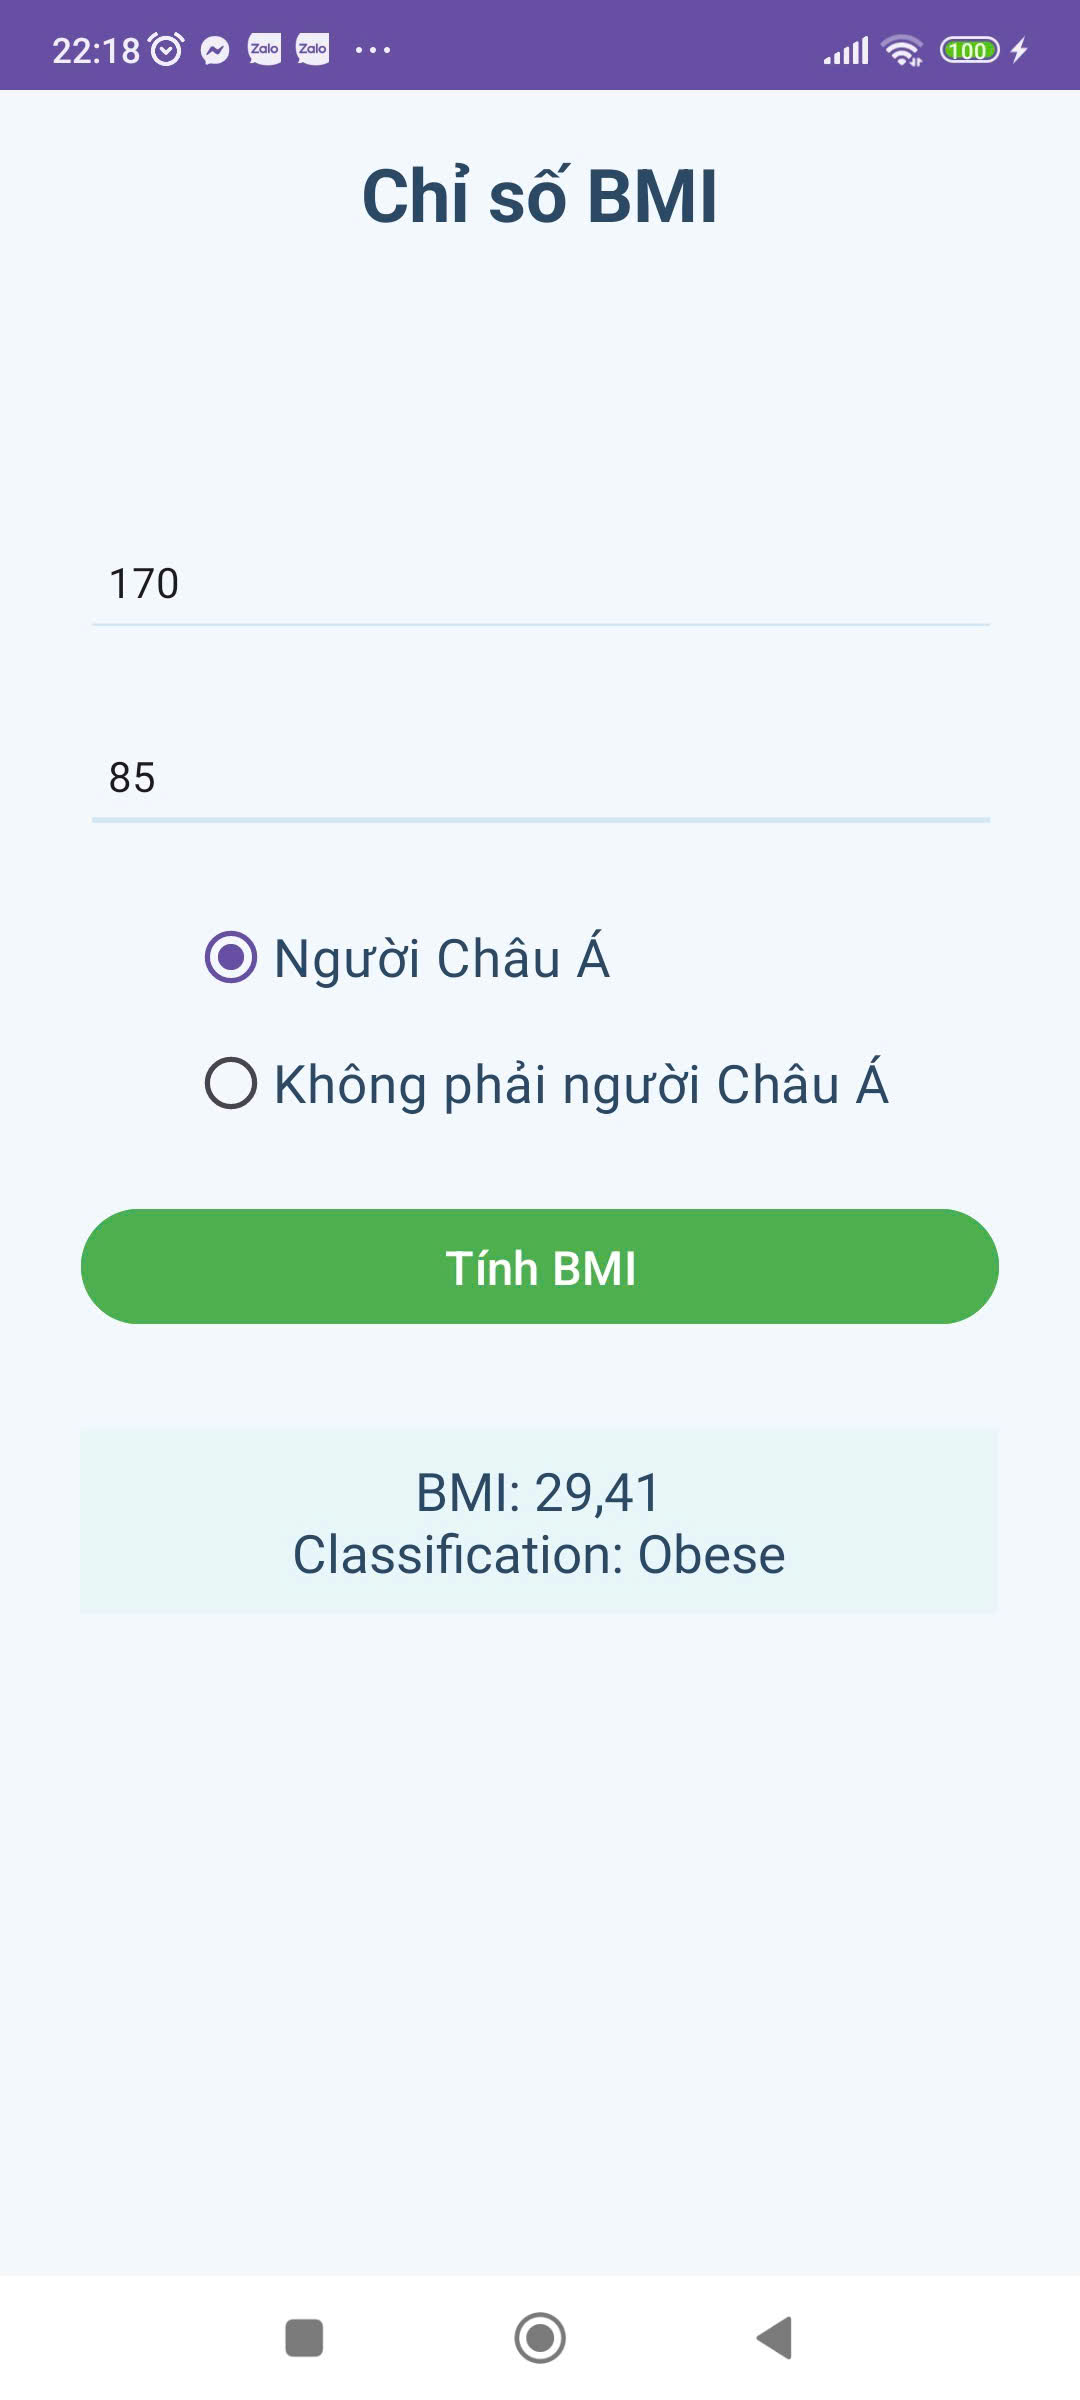 22:18 Zalo Zalo ... 100
Chỉ số BMI
170
85
Người Châu Á
Không phải người Châu Á
Tính BMI
BMI: 29,41
Classification: Obese